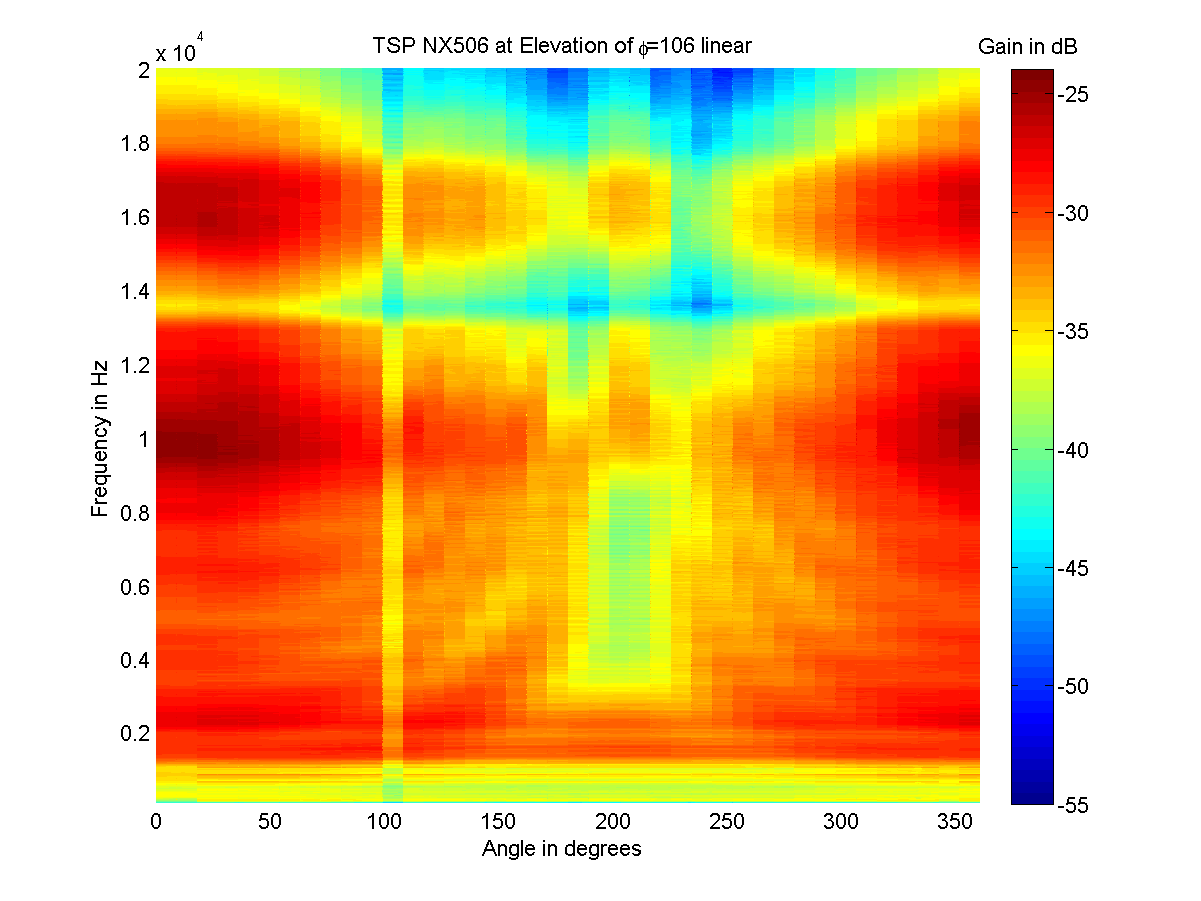 TSP NX506 at Elevation of ϕ=106 linear
Gain in dB
x 10^4
2
1.8
1.6
1.4
1.2
1
0.8
0.6
0.4
0.2
Frequency in Hz
0 50 100 150 200 250 300 350
Angle in degrees
-25
-30
-35
-40
-45
-50
-55